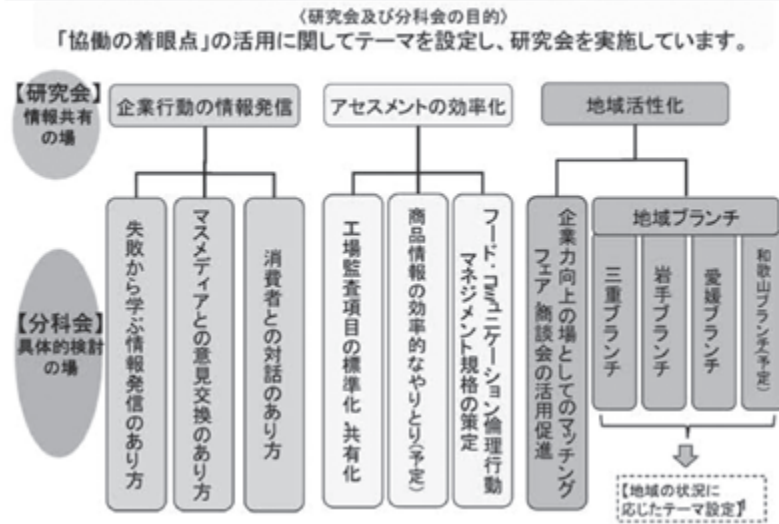 〈研究会及び分科会の目的〉
「協働の着眼点」の活用に関してテーマを設定し、研究会を実施しています。
【研究会】
情報共有
の場
企業行動の情報発信
アセスメントの効率化
地域活性化
【分科会】
具体的検討
の場
失敗から学ぶ情報発信のあり方
マスメディアとの意見交換のあり方
消費者との対話のあり方
工場監査項目の標準化、共有化
商品情報の効率的なやりとり(予定)
フード・コミュニケーション倫理行動
マネジメント規格の策定
企業力向上の場としてのマッチング
フェア、商談会の活用促進
地域ブランチ
三重ブランチ
岩手ブランチ
愛媛ブランチ
和歌山ブランチ(予定)
【地域の状況に
応じたテーマ設定】